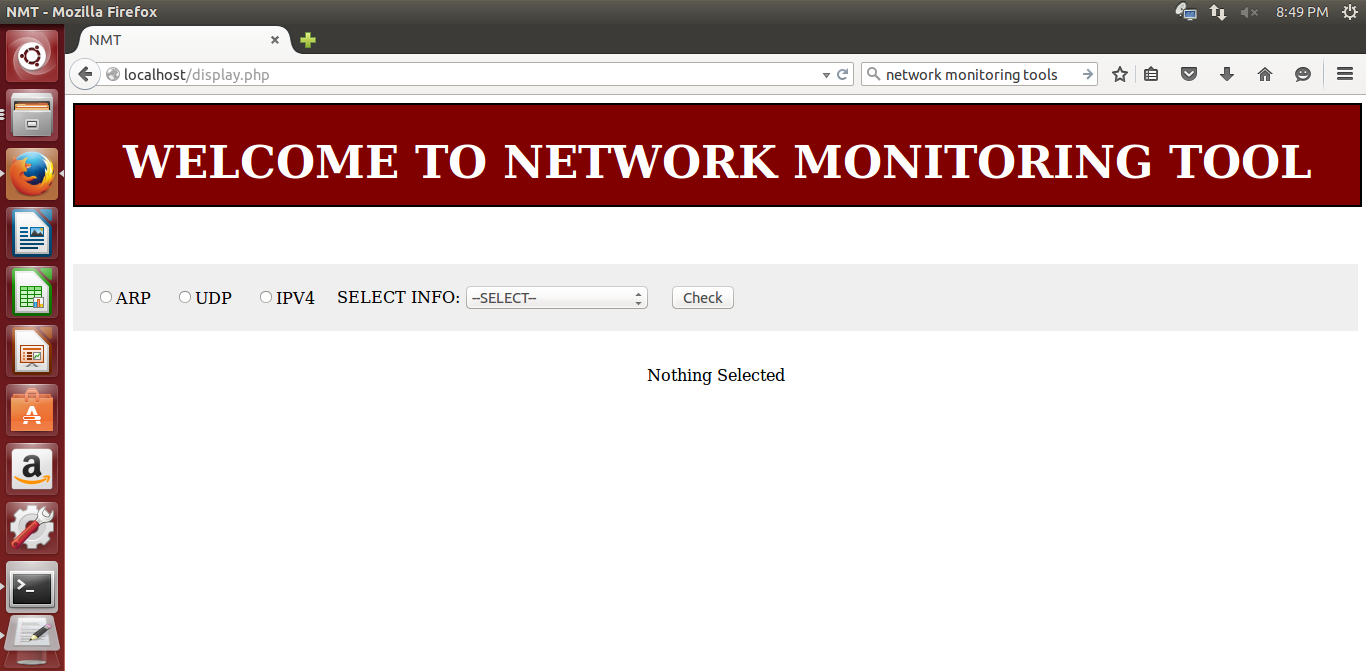 NMT - Mozilla Firefox
8:49 PM
NMT
localhost/display.php
network monitoring tools
WELCOME TO NETWORK MONITORING TOOL
ARP UDP IPV4 SELECT INFO: --SELECT-- Check
Nothing Selected